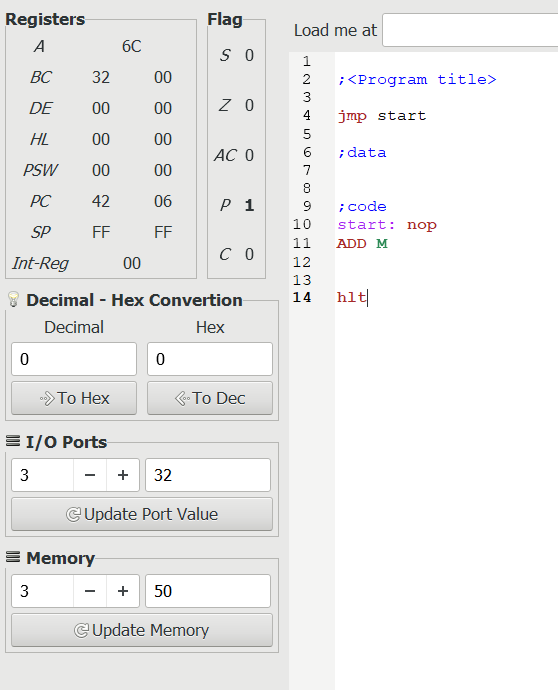 Registers
A 6C
BC 32 00
DE 00 00
HL 00 00
PSW 00 00
PC 42 06
SP FF FF
Int-Reg 00
Flag
S 0
Z 0
AC 0
P 1
C 0
Decimal - Hex Convertion
Decimal Hex
0 0
To Hex To Dec
I/O Ports
3 − + 32
Update Port Value
Memory
3 − + 50
Update Memory
Load me at
1
2 ;<Program title>
3
4 jmp start
5
6 ;data
7
8
9 ;code
10 start: nop
11 ADD M
12
13
14 hlt